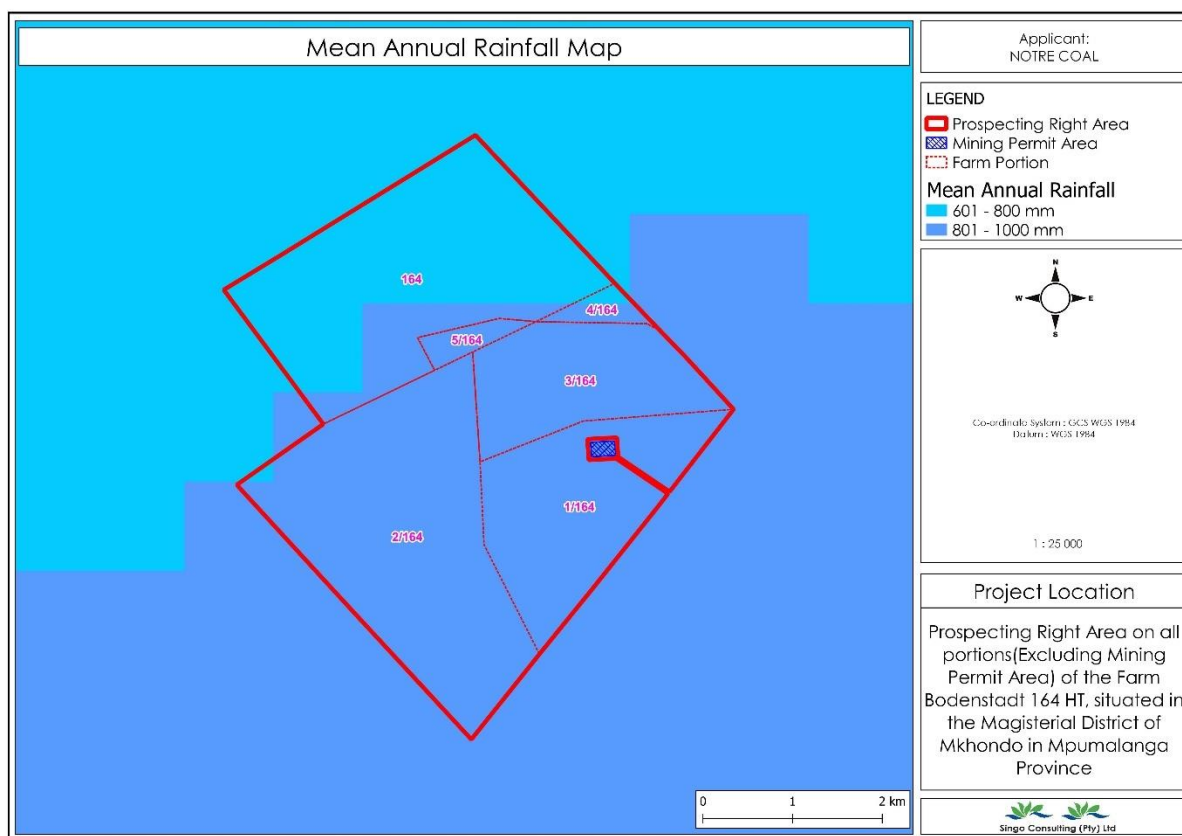 Mean Annual Rainfall Map
Applicant:
NOTRE COAL
LEGEND
Prospecting Right Area
Mining Permit Area
Farm Portion
Mean Annual Rainfall
601 - 800 mm
801 - 1000 mm
N
W E
S
Co-ordinate System : GCS WGS 1984
Datum : WGS 1984
1 : 25 000
Project Location
Prospecting Right Area on all
portions(Excluding Mining
Permit Area) of the Farm
Bodenstadt 164 HT, situated in
the Magisterial District of
Mkhondo in Mpumalanga
Province
Singo Consulting (Pty) Ltd
164
4/164
5/164
3/164
1/164
2/164
0 1 2 km